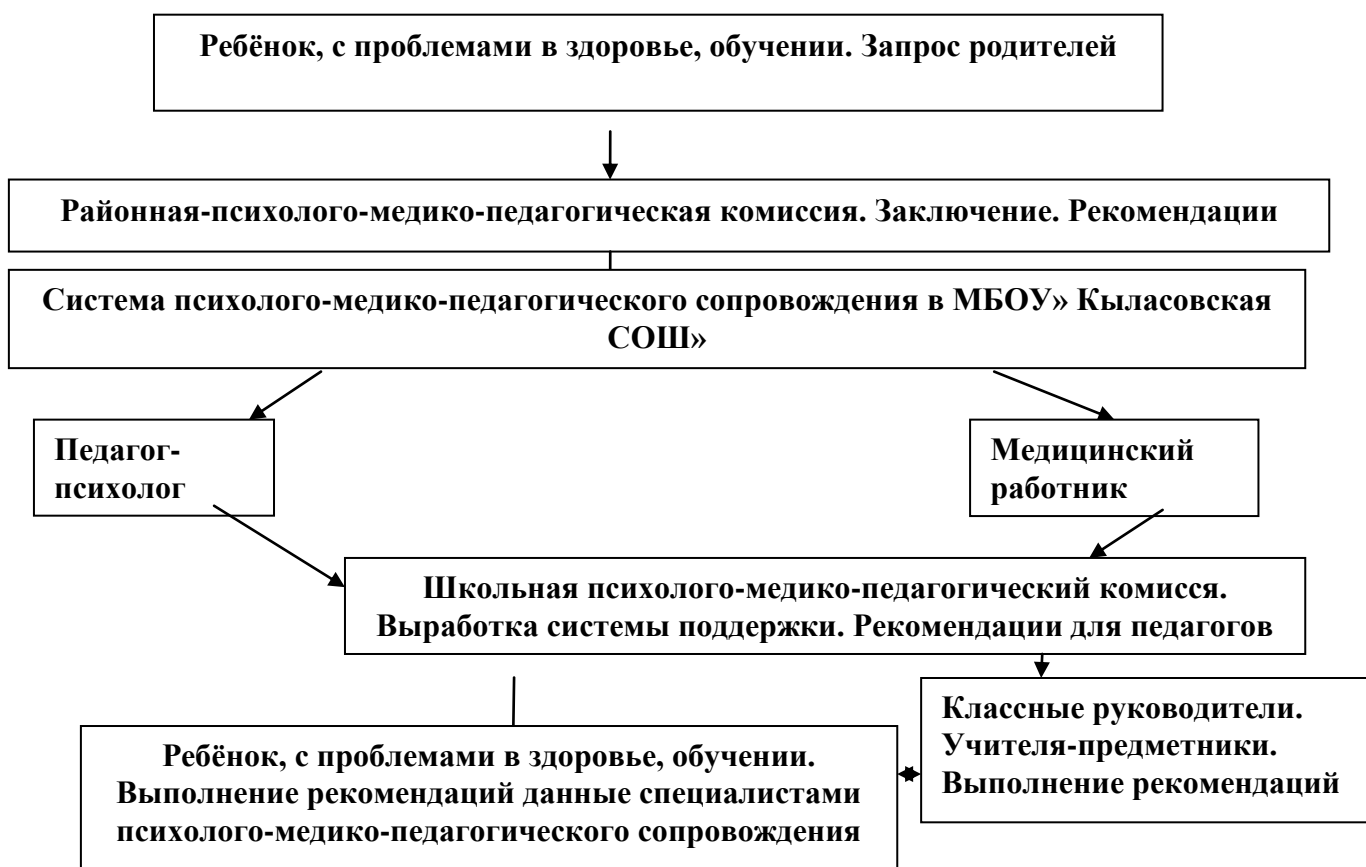 Ребёнок, с проблемами в здоровье, обучении. Запрос родителей
Районная-психолого-медико-педагогическая комиссия. Заключение. Рекомендации
Система психолого-медико-педагогического сопровождения в МБОУ» Кыласовская
СОШ»
Педагог-
психолог
Медицинский
работник
Школьная психолого-медико-педагогический комисся.
Выработка системы поддержки. Рекомендации для педагогов
Классные руководители.
Учителя-предметники.
Выполнение рекомендаций
Ребёнок, с проблемами в здоровье, обучении.
Выполнение рекомендаций данные специалистами
психолого-медико-педагогического сопровождения